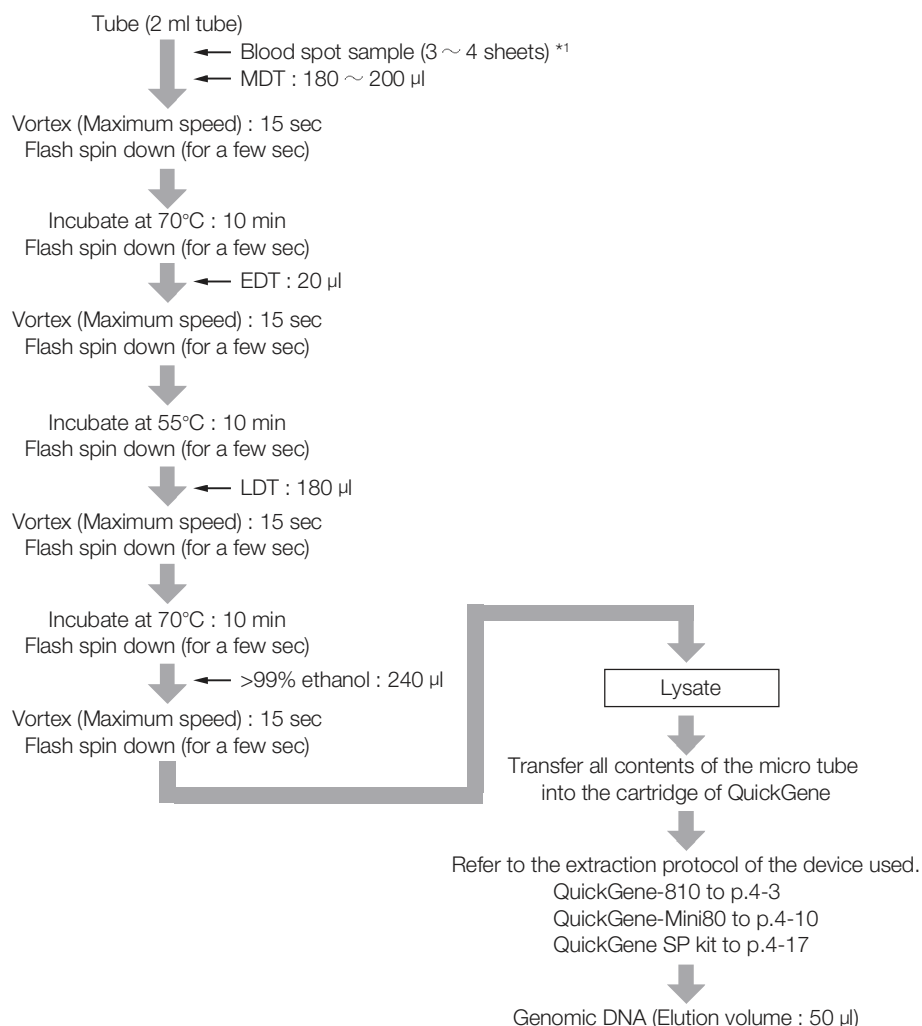 Tube (2 ml tube)
Blood spot sample (3 ～ 4 sheets) *1
MDT : 180 ～ 200 μl
Vortex (Maximum speed) : 15 sec
Flash spin down (for a few sec)
Incubate at 70°C : 10 min
Flash spin down (for a few sec)
EDT : 20 μl
Vortex (Maximum speed) : 15 sec
Flash spin down (for a few sec)
Incubate at 55°C : 10 min
Flash spin down (for a few sec)
LDT : 180 μl
Vortex (Maximum speed) : 15 sec
Flash spin down (for a few sec)
Incubate at 70°C : 10 min
Flash spin down (for a few sec)
>99% ethanol : 240 μl
Vortex (Maximum speed) : 15 sec
Flash spin down (for a few sec)
Lysate
Transfer all contents of the micro tube
into the cartridge of QuickGene
Refer to the extraction protocol of the device used.
QuickGene-810 to p.4-3
QuickGene-Mini80 to p.4-10
QuickGene SP kit to p.4-17
Genomic DNA (Elution volume : 50 μl)